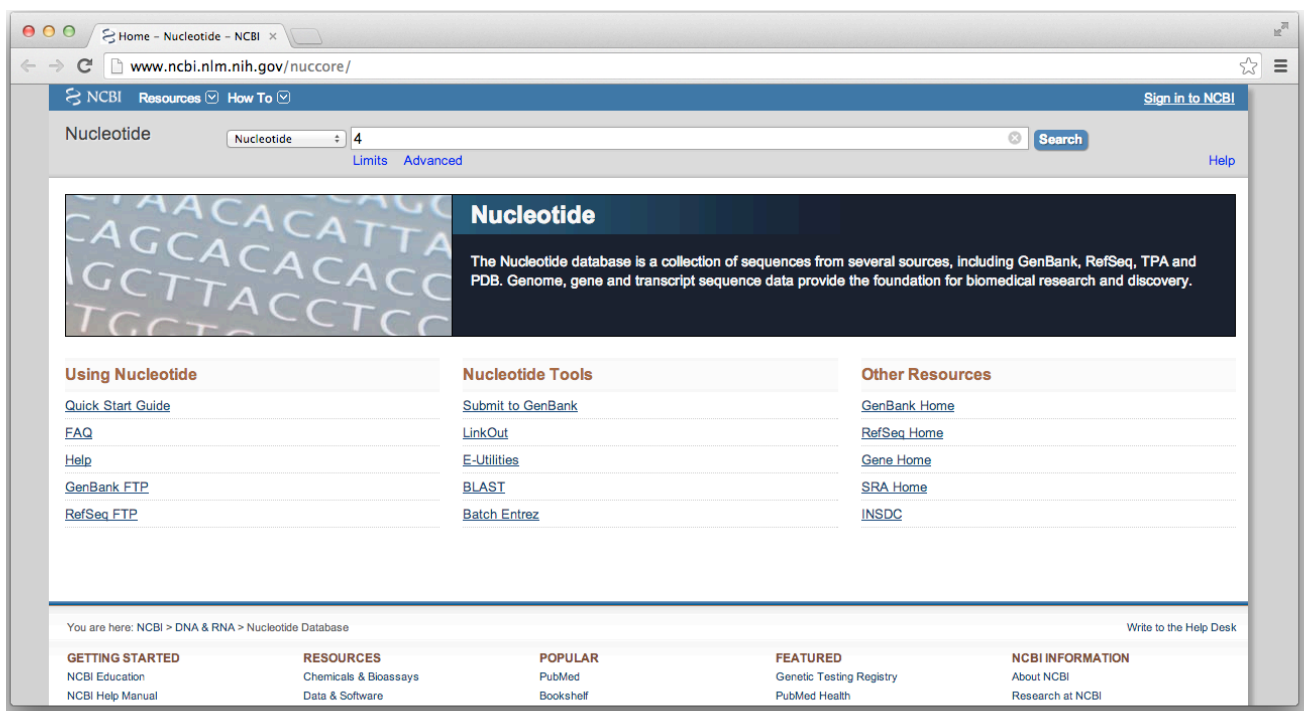 Home – Nucleotide – NCBI
www.ncbi.nlm.nih.gov/nuccore/
NCBI Resources How To Sign in to NCBI
Nucleotide Nucleotide 4 Search
Limits Advanced Help
AACACATTA
CAGCACACACC
GCTTACCTCC
Nucleotide
The Nucleotide database is a collection of sequences from several sources, including GenBank, RefSeq, TPA and
PDB. Genome, gene and transcript sequence data provide the foundation for biomedical research and discovery.
Using Nucleotide
Quick Start Guide
FAQ
Help
GenBank FTP
RefSeq FTP
Nucleotide Tools
Submit to GenBank
LinkOut
E-Utilities
BLAST
Batch Entrez
Other Resources
GenBank Home
RefSeq Home
Gene Home
SRA Home
INSDC
You are here: NCBI > DNA & RNA > Nucleotide Database Write to the Help Desk
GETTING STARTED
NCBI Education
NCBI Help Manual
RESOURCES
Chemicals & Bioassays
Data & Software
POPULAR
PubMed
Bookshelf
FEATURED
Genetic Testing Registry
PubMed Health
NCBI INFORMATION
About NCBI
Research at NCBI